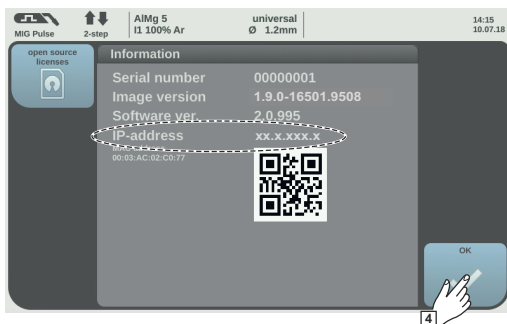 AlMg 5 universal 14:15
MIG Pulse 2-step I1 100% Ar Ø 1.2mm 10.07.18
open source
licenses
Information
Serial number 00000001
Image version 1.9.0-16501.9508
Software ver. 2.0.995
IP-address xx.x.xxx.x
00:03:AC:02:C0:77
OK
4